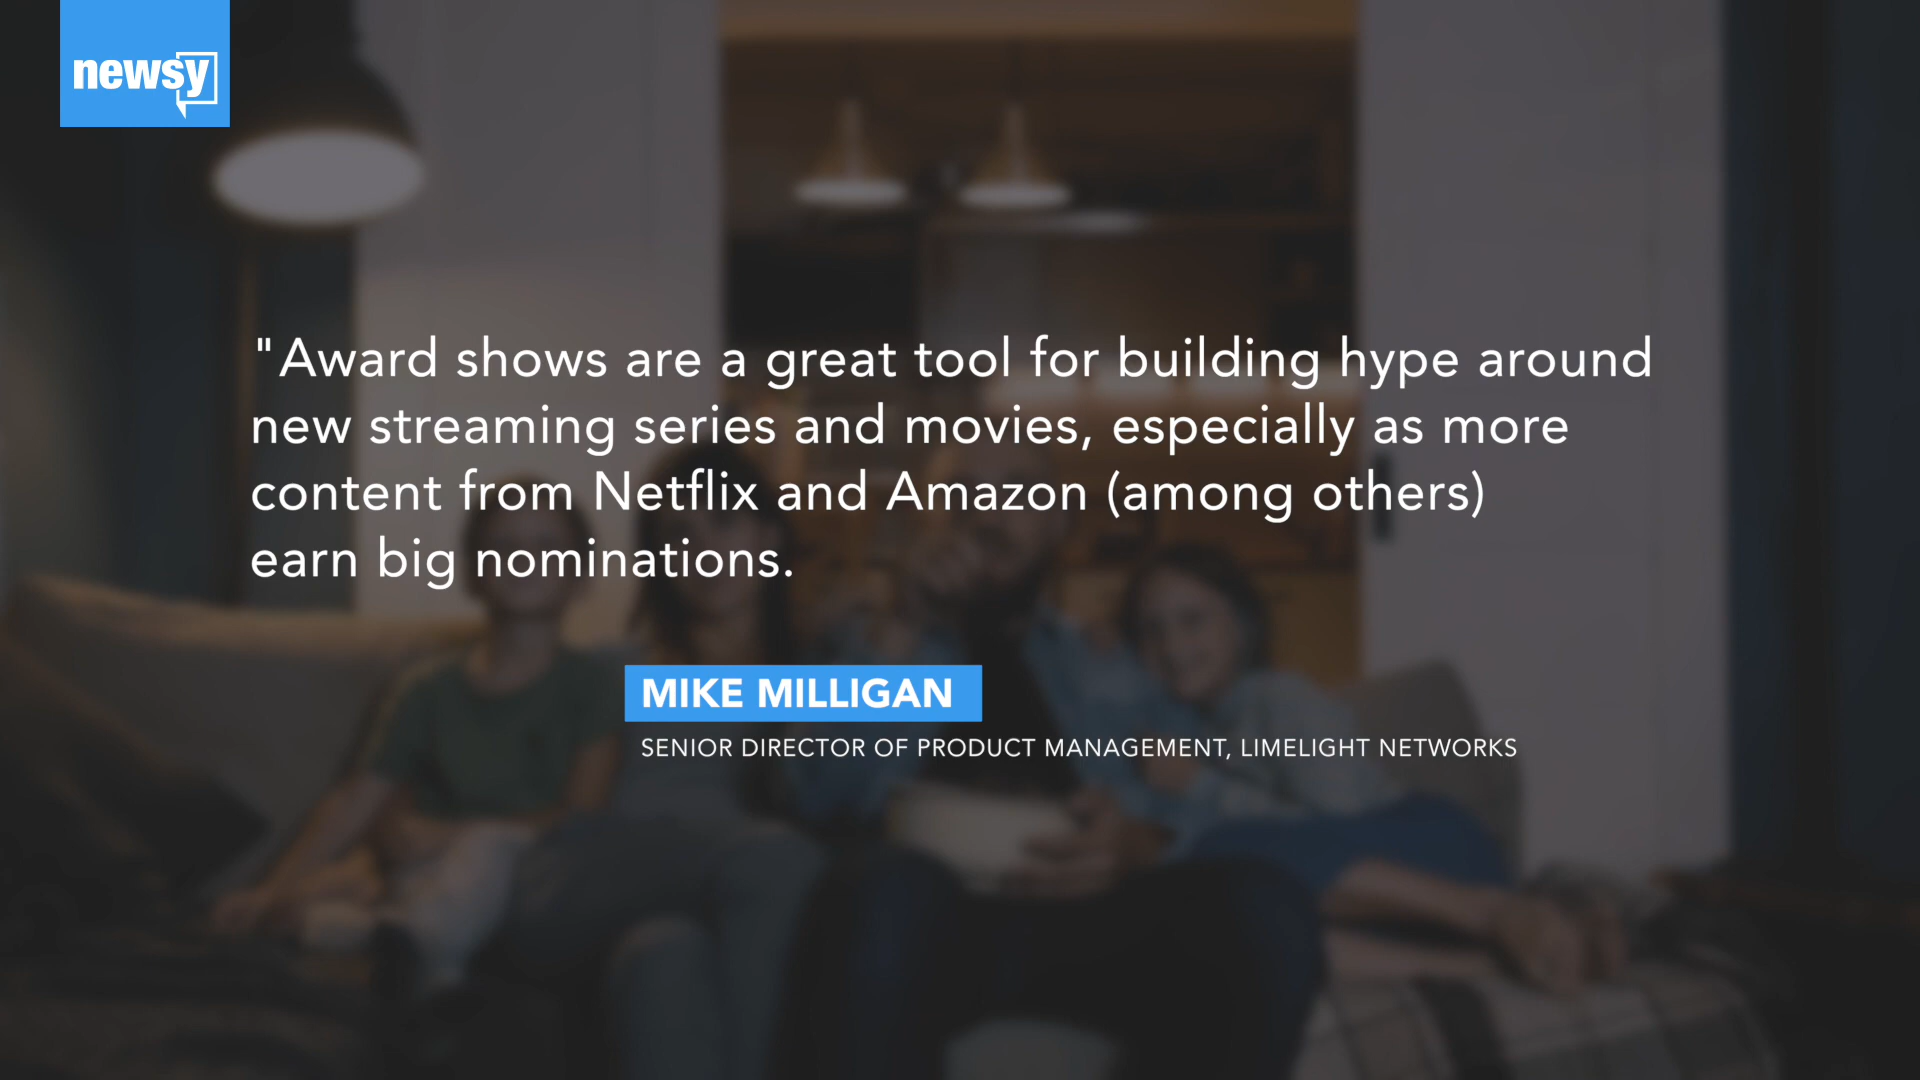 newsy
"Award shows are a great tool for building hype around
new streaming series and movies, especially as more
content from Netflix and Amazon (among others)
earn big nominations.
MIKE MILLIGAN
SENIOR DIRECTOR OF PRODUCT MANAGEMENT, LIMELIGHT NETWORKS